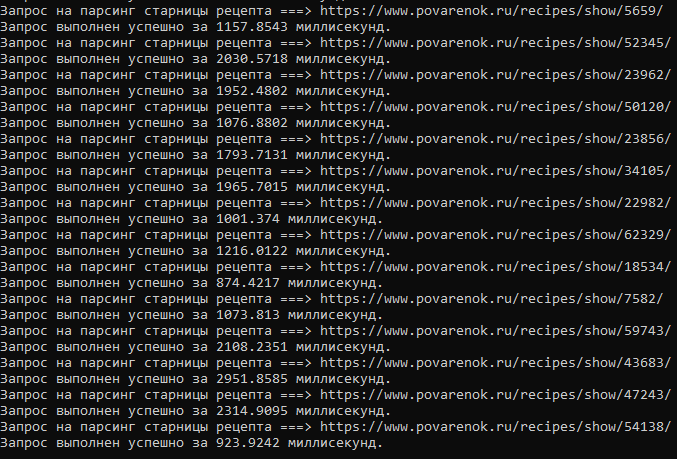 Запрос на парсинг старницы рецепта ===> https://www.povarenok.ru/recipes/show/5659/
Запрос выполнен успешно за 1157.8543 миллисекунд.
Запрос на парсинг старницы рецепта ===> https://www.povarenok.ru/recipes/show/52345/
Запрос выполнен успешно за 2030.5718 миллисекунд.
Запрос на парсинг старницы рецепта ===> https://www.povarenok.ru/recipes/show/23962/
Запрос выполнен успешно за 1952.4802 миллисекунд.
Запрос на парсинг старницы рецепта ===> https://www.povarenok.ru/recipes/show/50120/
Запрос выполнен успешно за 1076.8802 миллисекунд.
Запрос на парсинг старницы рецепта ===> https://www.povarenok.ru/recipes/show/23856/
Запрос выполнен успешно за 1793.7131 миллисекунд.
Запрос на парсинг старницы рецепта ===> https://www.povarenok.ru/recipes/show/34105/
Запрос выполнен успешно за 1965.7015 миллисекунд.
Запрос на парсинг старницы рецепта ===> https://www.povarenok.ru/recipes/show/22982/
Запрос выполнен успешно за 1001.374 миллисекунд.
Запрос на парсинг старницы рецепта ===> https://www.povarenok.ru/recipes/show/62329/
Запрос выполнен успешно за 1216.0122 миллисекунд.
Запрос на парсинг старницы рецепта ===> https://www.povarenok.ru/recipes/show/18534/
Запрос выполнен успешно за 874.4217 миллисекунд.
Запрос на парсинг старницы рецепта ===> https://www.povarenok.ru/recipes/show/7582/
Запрос выполнен успешно за 1073.813 миллисекунд.
Запрос на парсинг старницы рецепта ===> https://www.povarenok.ru/recipes/show/59743/
Запрос выполнен успешно за 2108.2351 миллисекунд.
Запрос на парсинг старницы рецепта ===> https://www.povarenok.ru/recipes/show/43683/
Запрос выполнен успешно за 2951.8585 миллисекунд.
Запрос на парсинг старницы рецепта ===> https://www.povarenok.ru/recipes/show/47243/
Запрос выполнен успешно за 2314.9095 миллисекунд.
Запрос на парсинг старницы рецепта ===> https://www.povarenok.ru/recipes/show/54138/
Запрос выполнен успешно за 923.9242 миллисекунд.